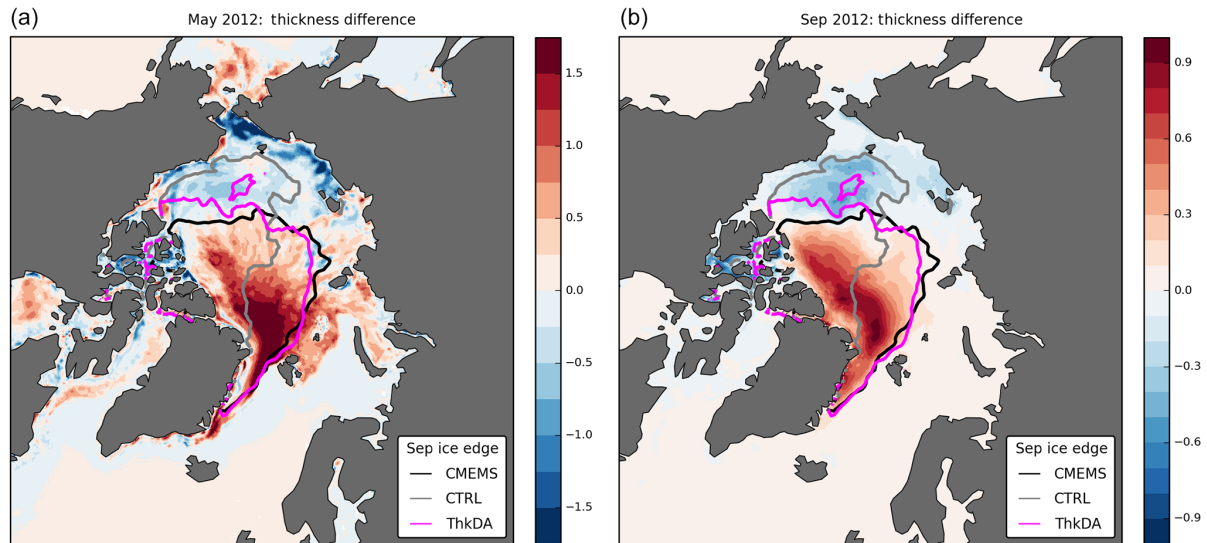 (a)
May 2012: thickness difference
1.5
1.0
0.5
0.0
−0.5
−1.0
−1.5
Sep ice edge
CMEMS
CTRL
ThkDA
(b)
Sep 2012: thickness difference
0.9
0.6
0.3
0.0
−0.3
−0.6
−0.9
Sep ice edge
CMEMS
CTRL
ThkDA